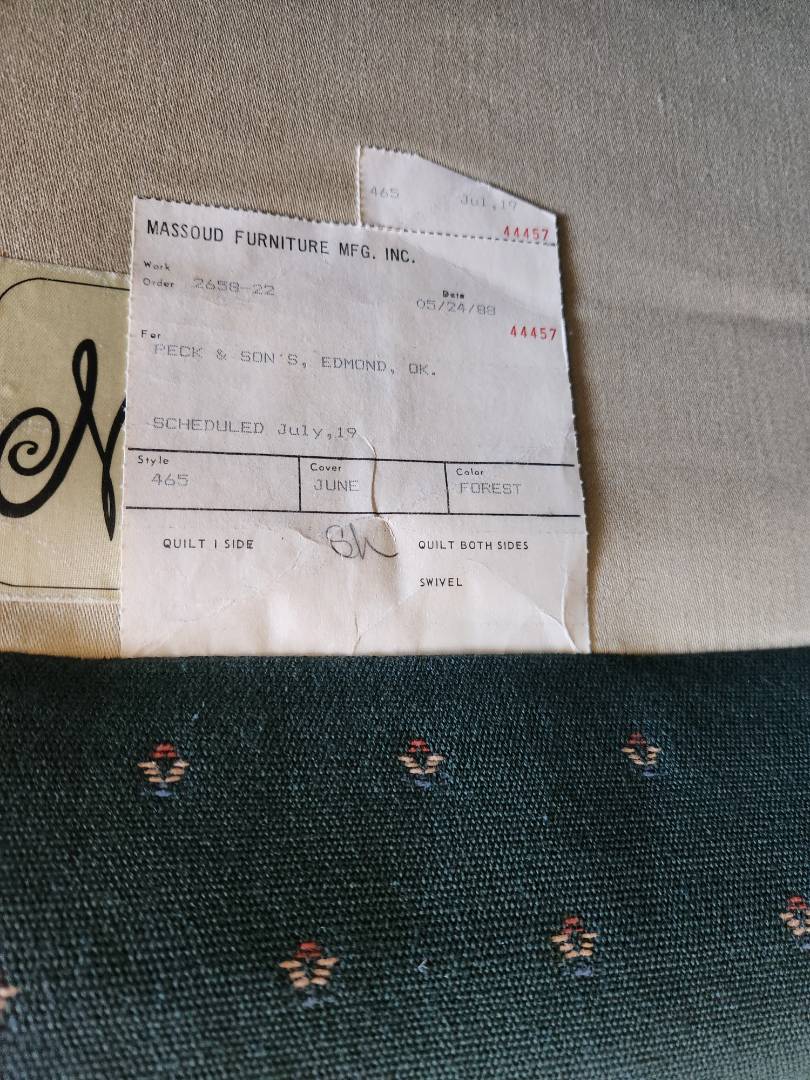 465 Jul,19
44457
MASSOUD FURNITURE MFG. INC.
Work
Order 2658-22
Date
05/24/88
44457
For
PECK & SON'S, EDMOND, OK.
SCHEDULED July,19
Style Cover Color
465 JUNE FOREST
QUILT 1 SIDE QUILT BOTH SIDES
SWIVEL